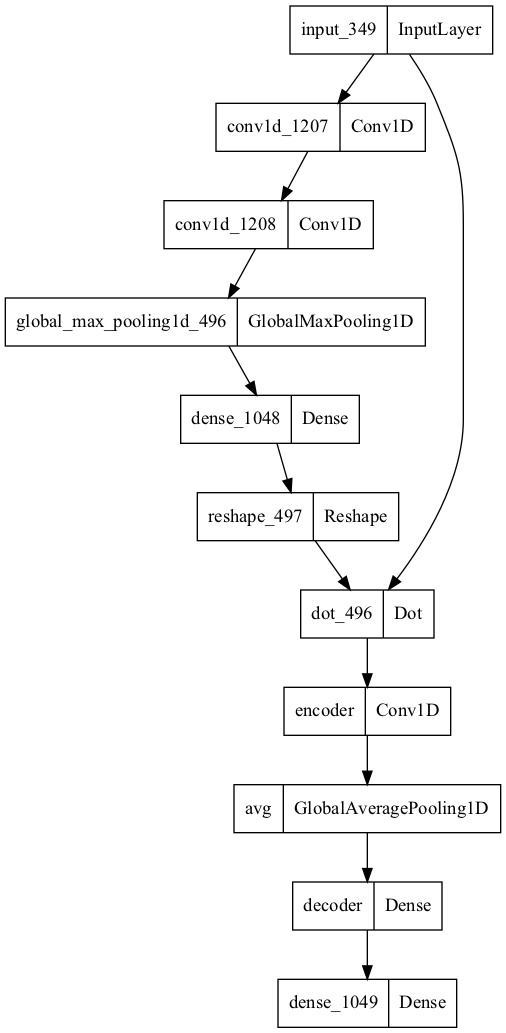 input_349 InputLayer
conv1d_1207 Conv1D
conv1d_1208 Conv1D
global_max_pooling1d_496 GlobalMaxPooling1D
dense_1048 Dense
reshape_497 Reshape
dot_496 Dot
encoder Conv1D
avg GlobalAveragePooling1D
decoder Dense
dense_1049 Dense